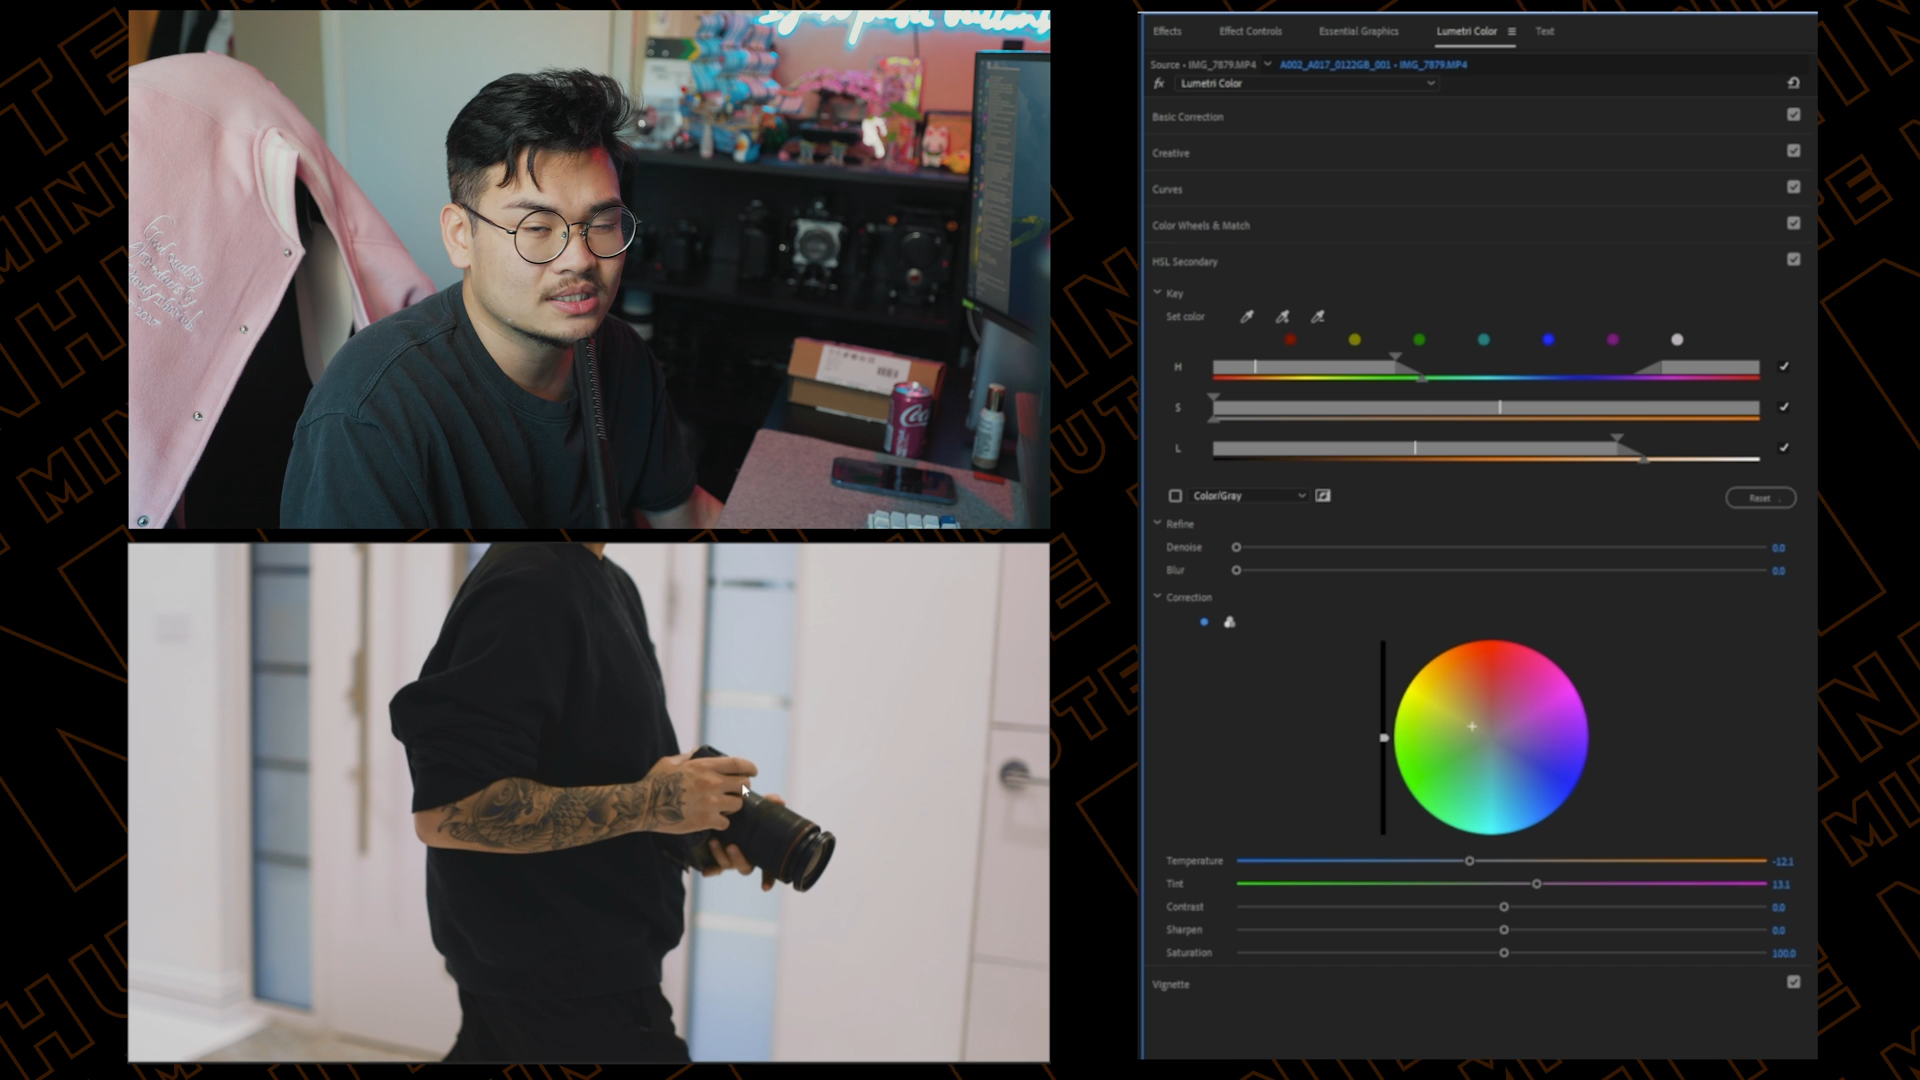 Effects Effect Controls Essential Graphics Lumetri Color Text
Source • IMG_7879.MP4 A002_A017_0122GB_001 • IMG_7879.MP4
fx Lumetri Color
Basic Correction
Creative
Curves
Color Wheels & Match
HSL Secondary
Key
Set color
H
S
L
Color/Gray
Reset
Refine
Denoise 0.0
Blur 0.0
Correction
Temperature -12.1
Tint 13.1
Contrast 0.0
Sharpen 0.0
Saturation 100.0
Vignette